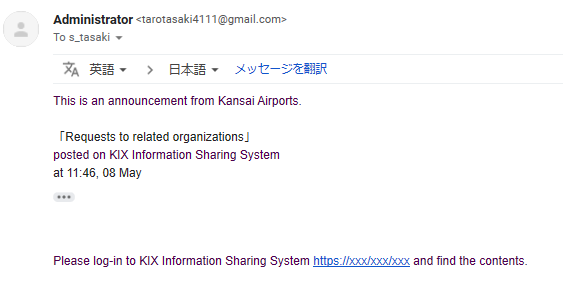 Administrator <tarotasaki4111@gmail.com>
To s_tasaki
英語 日本語 メッセージを翻訳
This is an announcement from Kansai Airports.
「Requests to related organizations」
posted on KIX Information Sharing System
at 11:46, 08 May
Please log-in to KIX Information Sharing System https://xxx/xxx/xxx and find the contents.